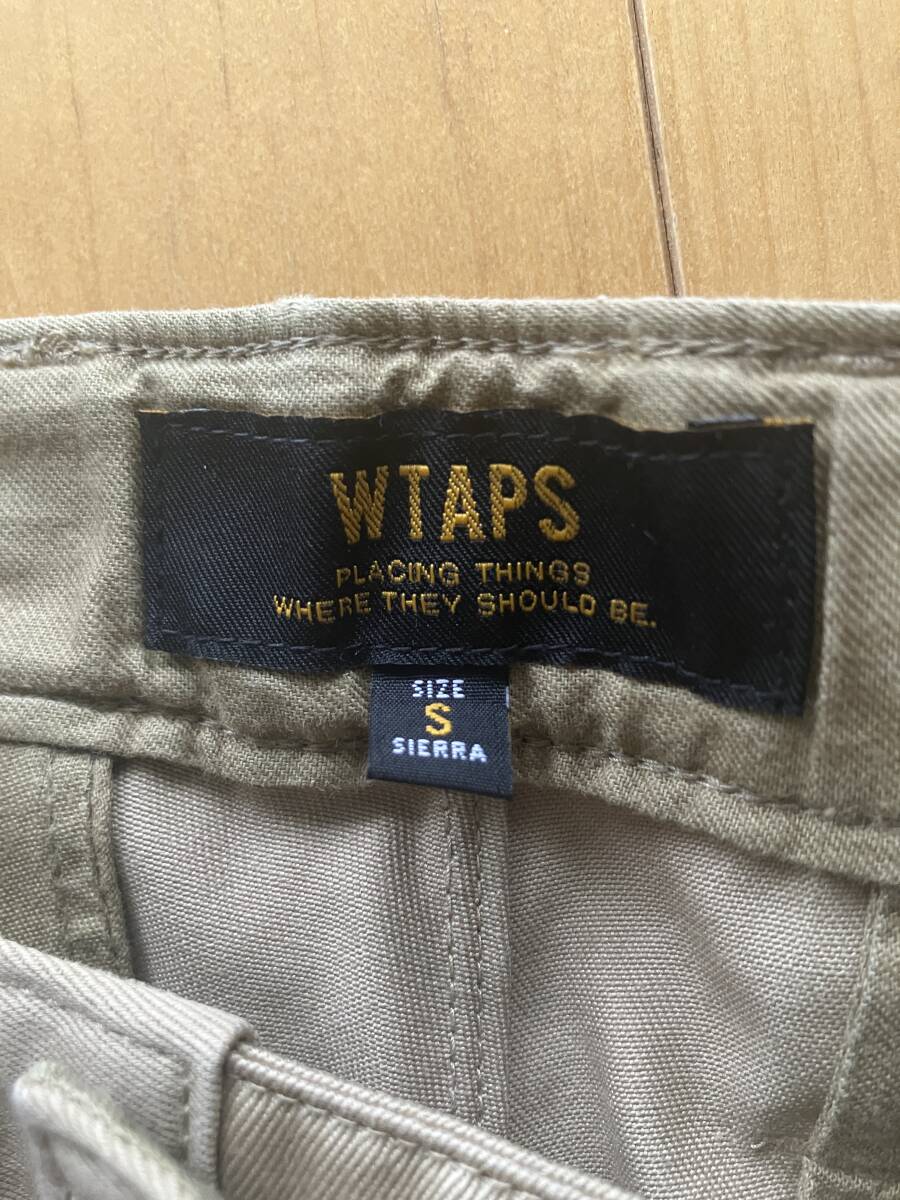 WTAPS
PLACING THINGS
WHERE THEY SHOULD BE.
SIZE
S
SIERRA